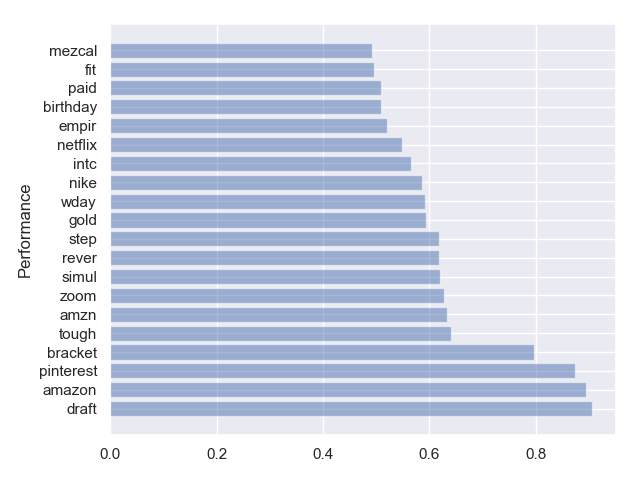 mezcal
fit
paid
birthday
empir
netflix
intc
nike
wday
gold
step
rever
simul
zoom
amzn
tough
bracket
pinterest
amazon
draft
Performance
0.0 0.2 0.4 0.6 0.8